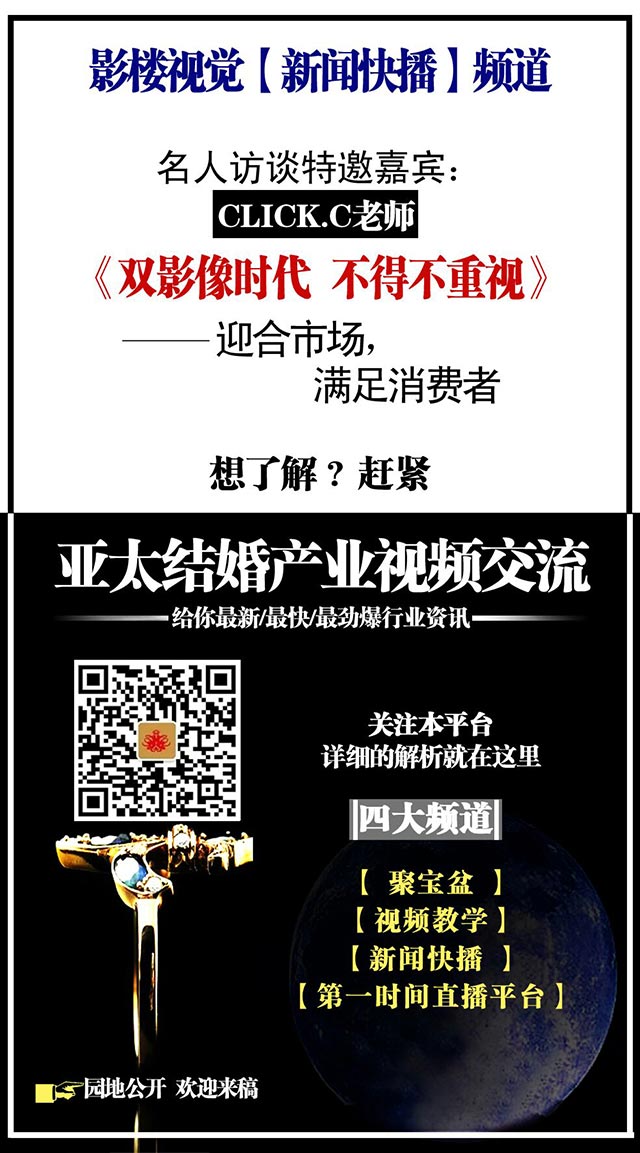 影楼视觉【新闻快播】频道
名人访谈特邀嘉宾：
CLICK.C老师
《双影像时代 不得不重视》
——迎合市场，
满足消费者
想了解？赶紧
亚太结婚产业视频交流
给你最新/最快/最劲爆行业资讯
关注本平台
详细的解析就在这里
四大频道
【 聚宝盆 】
【视频教学】
【新闻快播 】
【第一时间直播平台】
园地公开 欢迎来稿